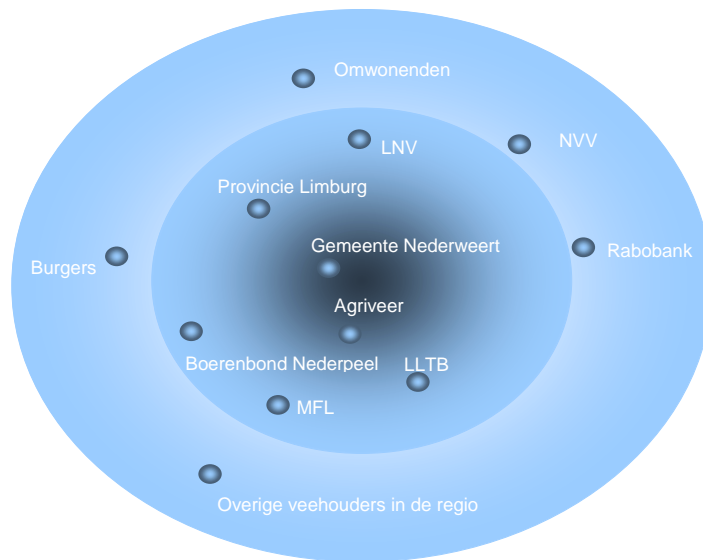 Omwonenden
NVV
LNV
Provincie Limburg
Gemeente Nederweert
Rabobank
Burgers
Agriveer
Boerenbond Nederpeel
LLTB
MFL
Overige veehouders in de regio